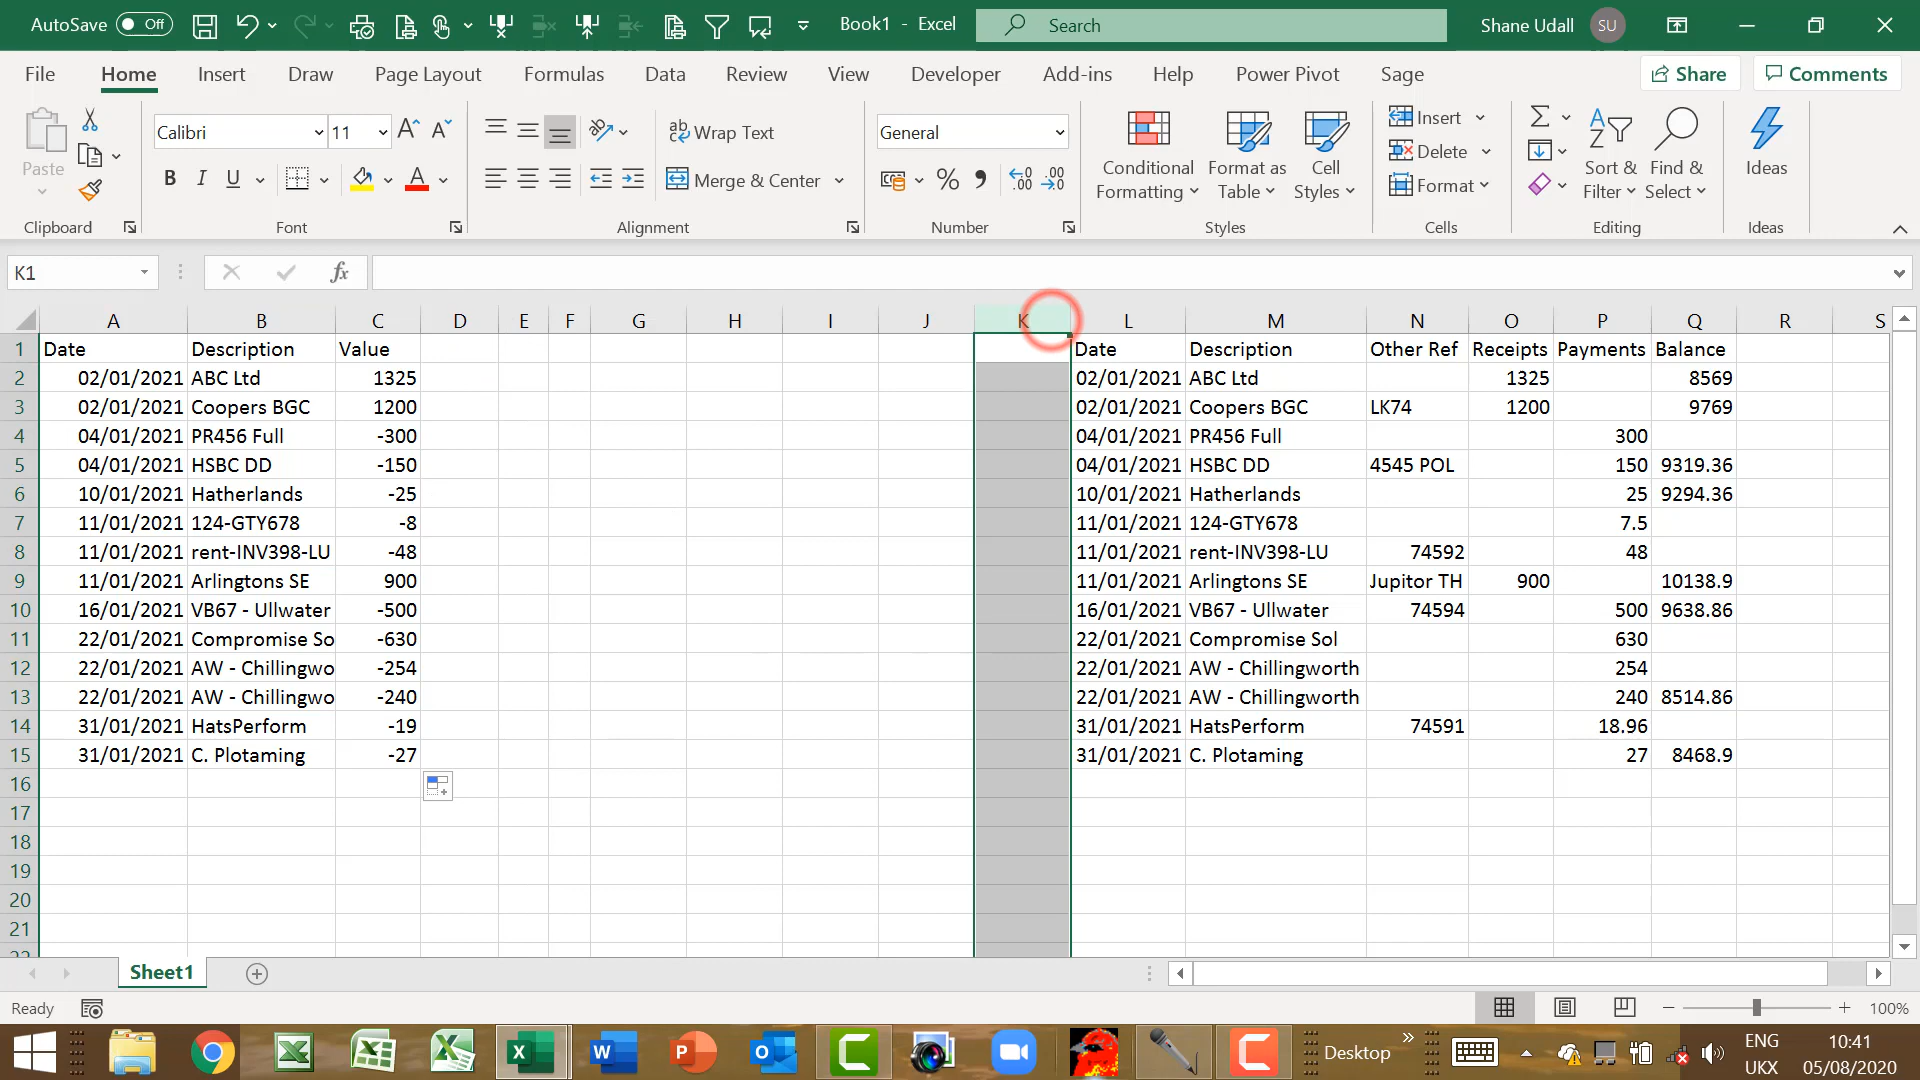 AutoSave Off Book1 - Excel Search Shane Udall SU
File Home Insert Draw Page Layout Formulas Data Review View Developer Add-ins Help Power Pivot Sage Share Comments
Paste Calibri 11 Wrap Text General Conditional Formatting Format as Table Cell Styles Insert Sort & Filter Find & Select Ideas
B I U Merge & Center % Delete
Format
Clipboard Font Alignment Number Styles Cells Editing Ideas
K1 fx
A B C D E F G H I J K L M N O P Q R S
1 Date Description Value Date Description Other Ref Receipts Payments Balance
2 02/01/2021 ABC Ltd 1325 02/01/2021 ABC Ltd 1325 8569
3 02/01/2021 Coopers BGC 1200 02/01/2021 Coopers BGC LK74 1200 9769
4 04/01/2021 PR456 Full -300 04/01/2021 PR456 Full 300
5 04/01/2021 HSBC DD -150 04/01/2021 HSBC DD 4545 POL 150 9319.36
6 10/01/2021 Hatherlands -25 10/01/2021 Hatherlands 25 9294.36
7 11/01/2021 124-GTY678 -8 11/01/2021 124-GTY678 7.5
8 11/01/2021 rent-INV398-LU -48 11/01/2021 rent-INV398-LU 74592 48
9 11/01/2021 Arlingtons SE 900 11/01/2021 Arlingtons SE Jupitor TH 900 10138.9
10 16/01/2021 VB67 - Ullwater -500 16/01/2021 VB67 - Ullwater 74594 500 9638.86
11 22/01/2021 Compromise So -630 22/01/2021 Compromise Sol 630
12 22/01/2021 AW - Chillingwo -254 22/01/2021 AW - Chillingworth 254
13 22/01/2021 AW - Chillingwo -240 22/01/2021 AW - Chillingworth 240 8514.86
14 31/01/2021 HatsPerform -19 31/01/2021 HatsPerform 74591 18.96
15 31/01/2021 C. Plotaming -27 31/01/2021 C. Plotaming 27 8468.9
16
17
18
19
20
21
22
Sheet1
Ready 100%
Desktop ENG 10:41
UKX 05/08/2020